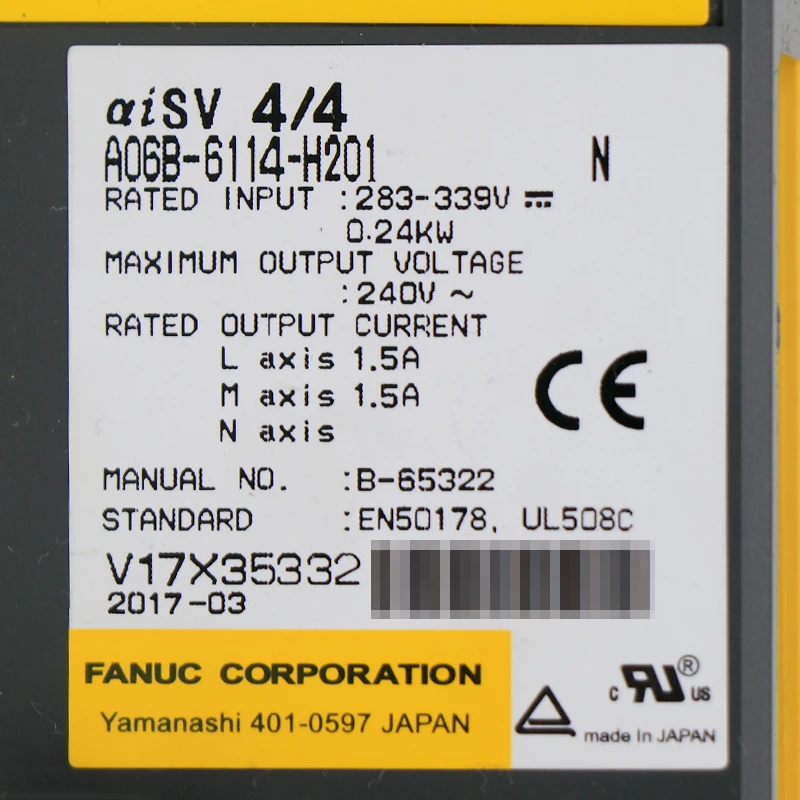 αiSV 4/4
A06B-6114-H201 N
RATED INPUT :283-339V ⎓
0.24KW
MAXIMUM OUTPUT VOLTAGE
:240V ~
RATED OUTPUT CURRENT
L axis 1.5A
M axis 1.5A
N axis
CE
MANUAL NO. :B-65322
STANDARD :EN50178, UL508C
V17X35332
2017-03
FANUC CORPORATION
Yamanashi 401-0597 JAPAN
c RU® US
made in JAPAN